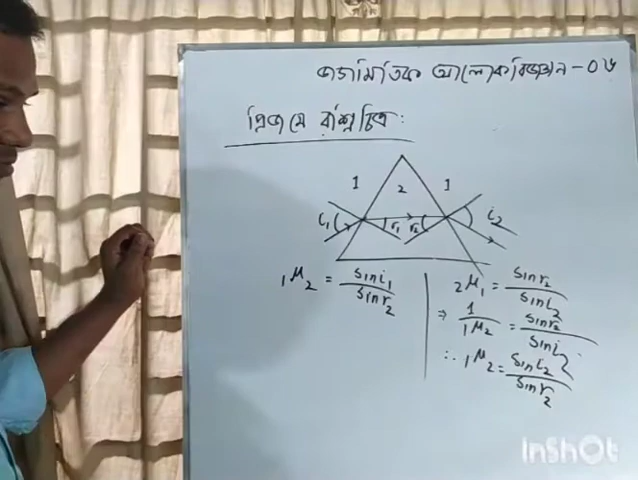 জ্যামিতিক আলোকবিজ্ঞান - 06
প্রিজমে রশ্মিচিত্র :
1 2 1
i₁ r₁ r₂ i₂
₁μ₂ = sin i₁ / sin r₂
₂μ₁ = sin r₂ / sin i₂
⇒ 1 / ₁μ₂ = sin r₂ / sin i₂
∴ ₁μ₂ = sin i₂ / sin r₂
InShOt